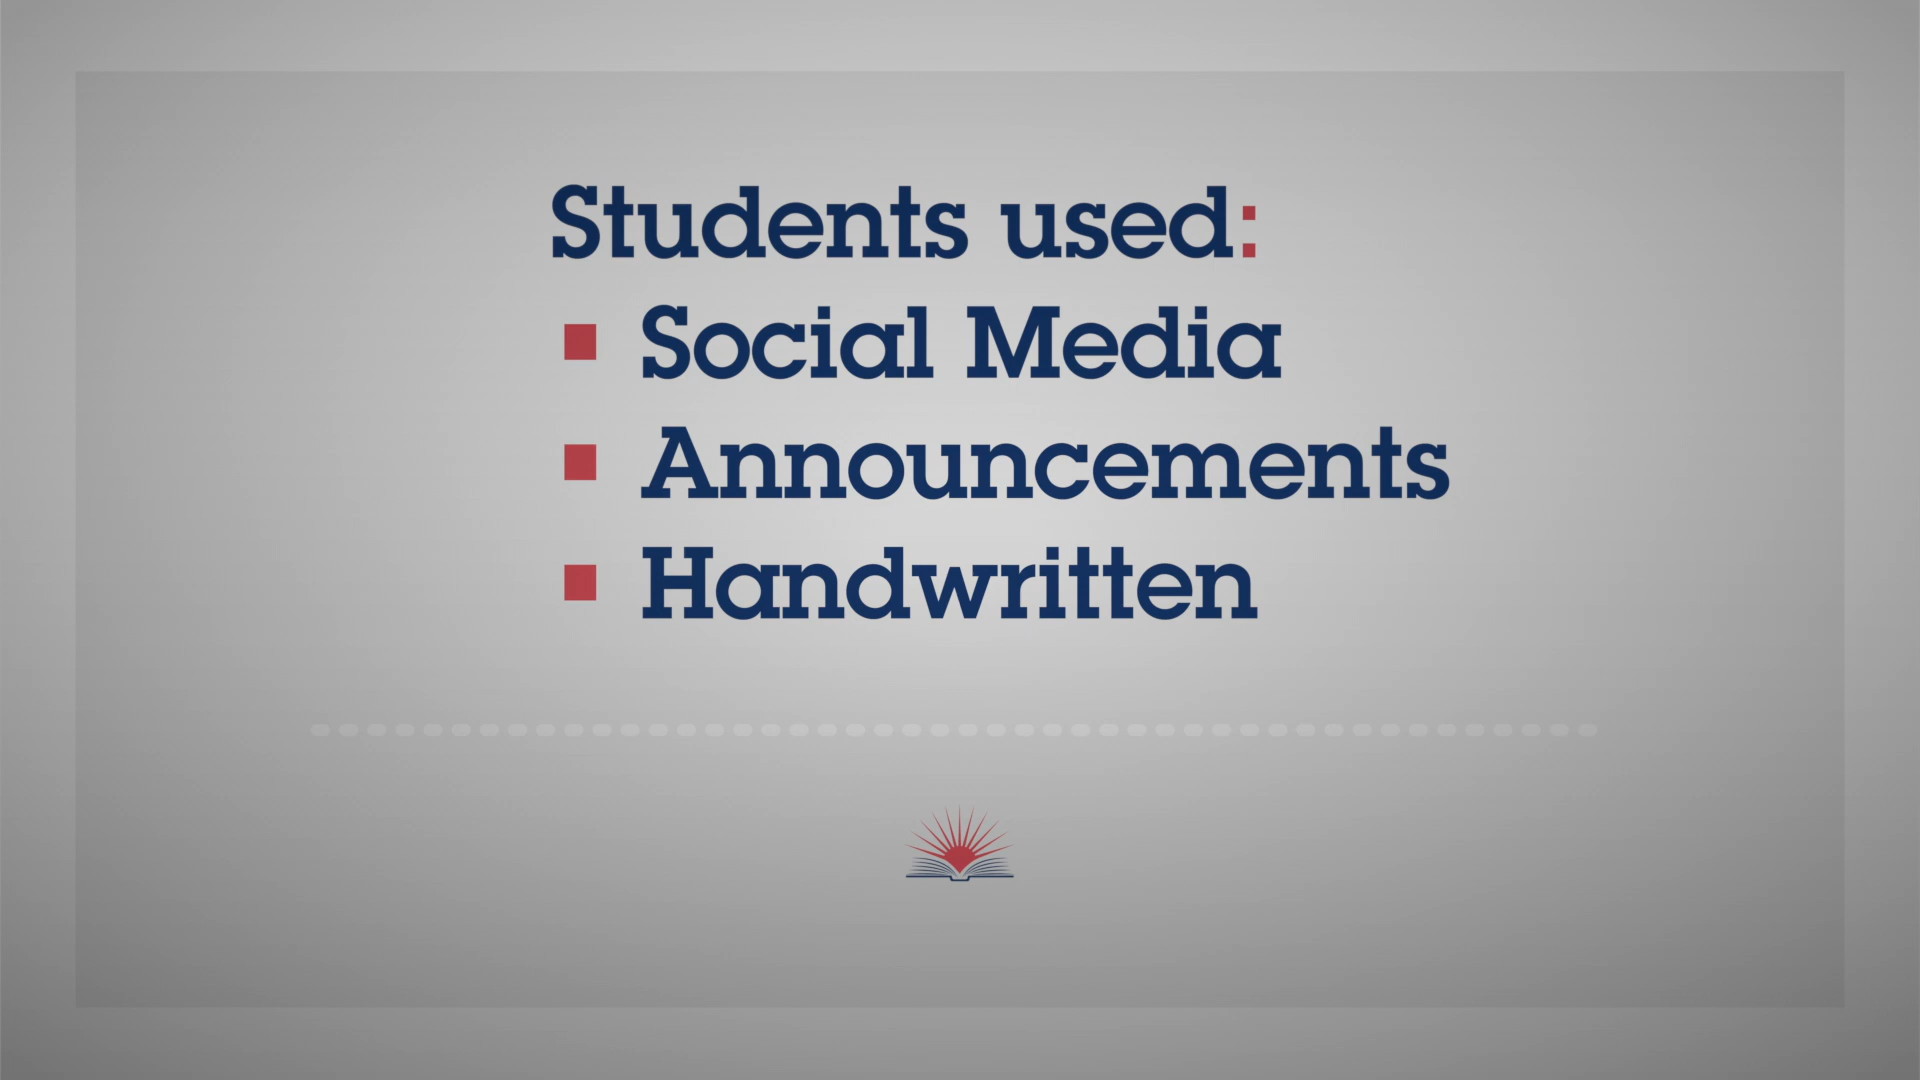 Students used:
▪ Social Media
▪ Announcements
▪ Handwritten